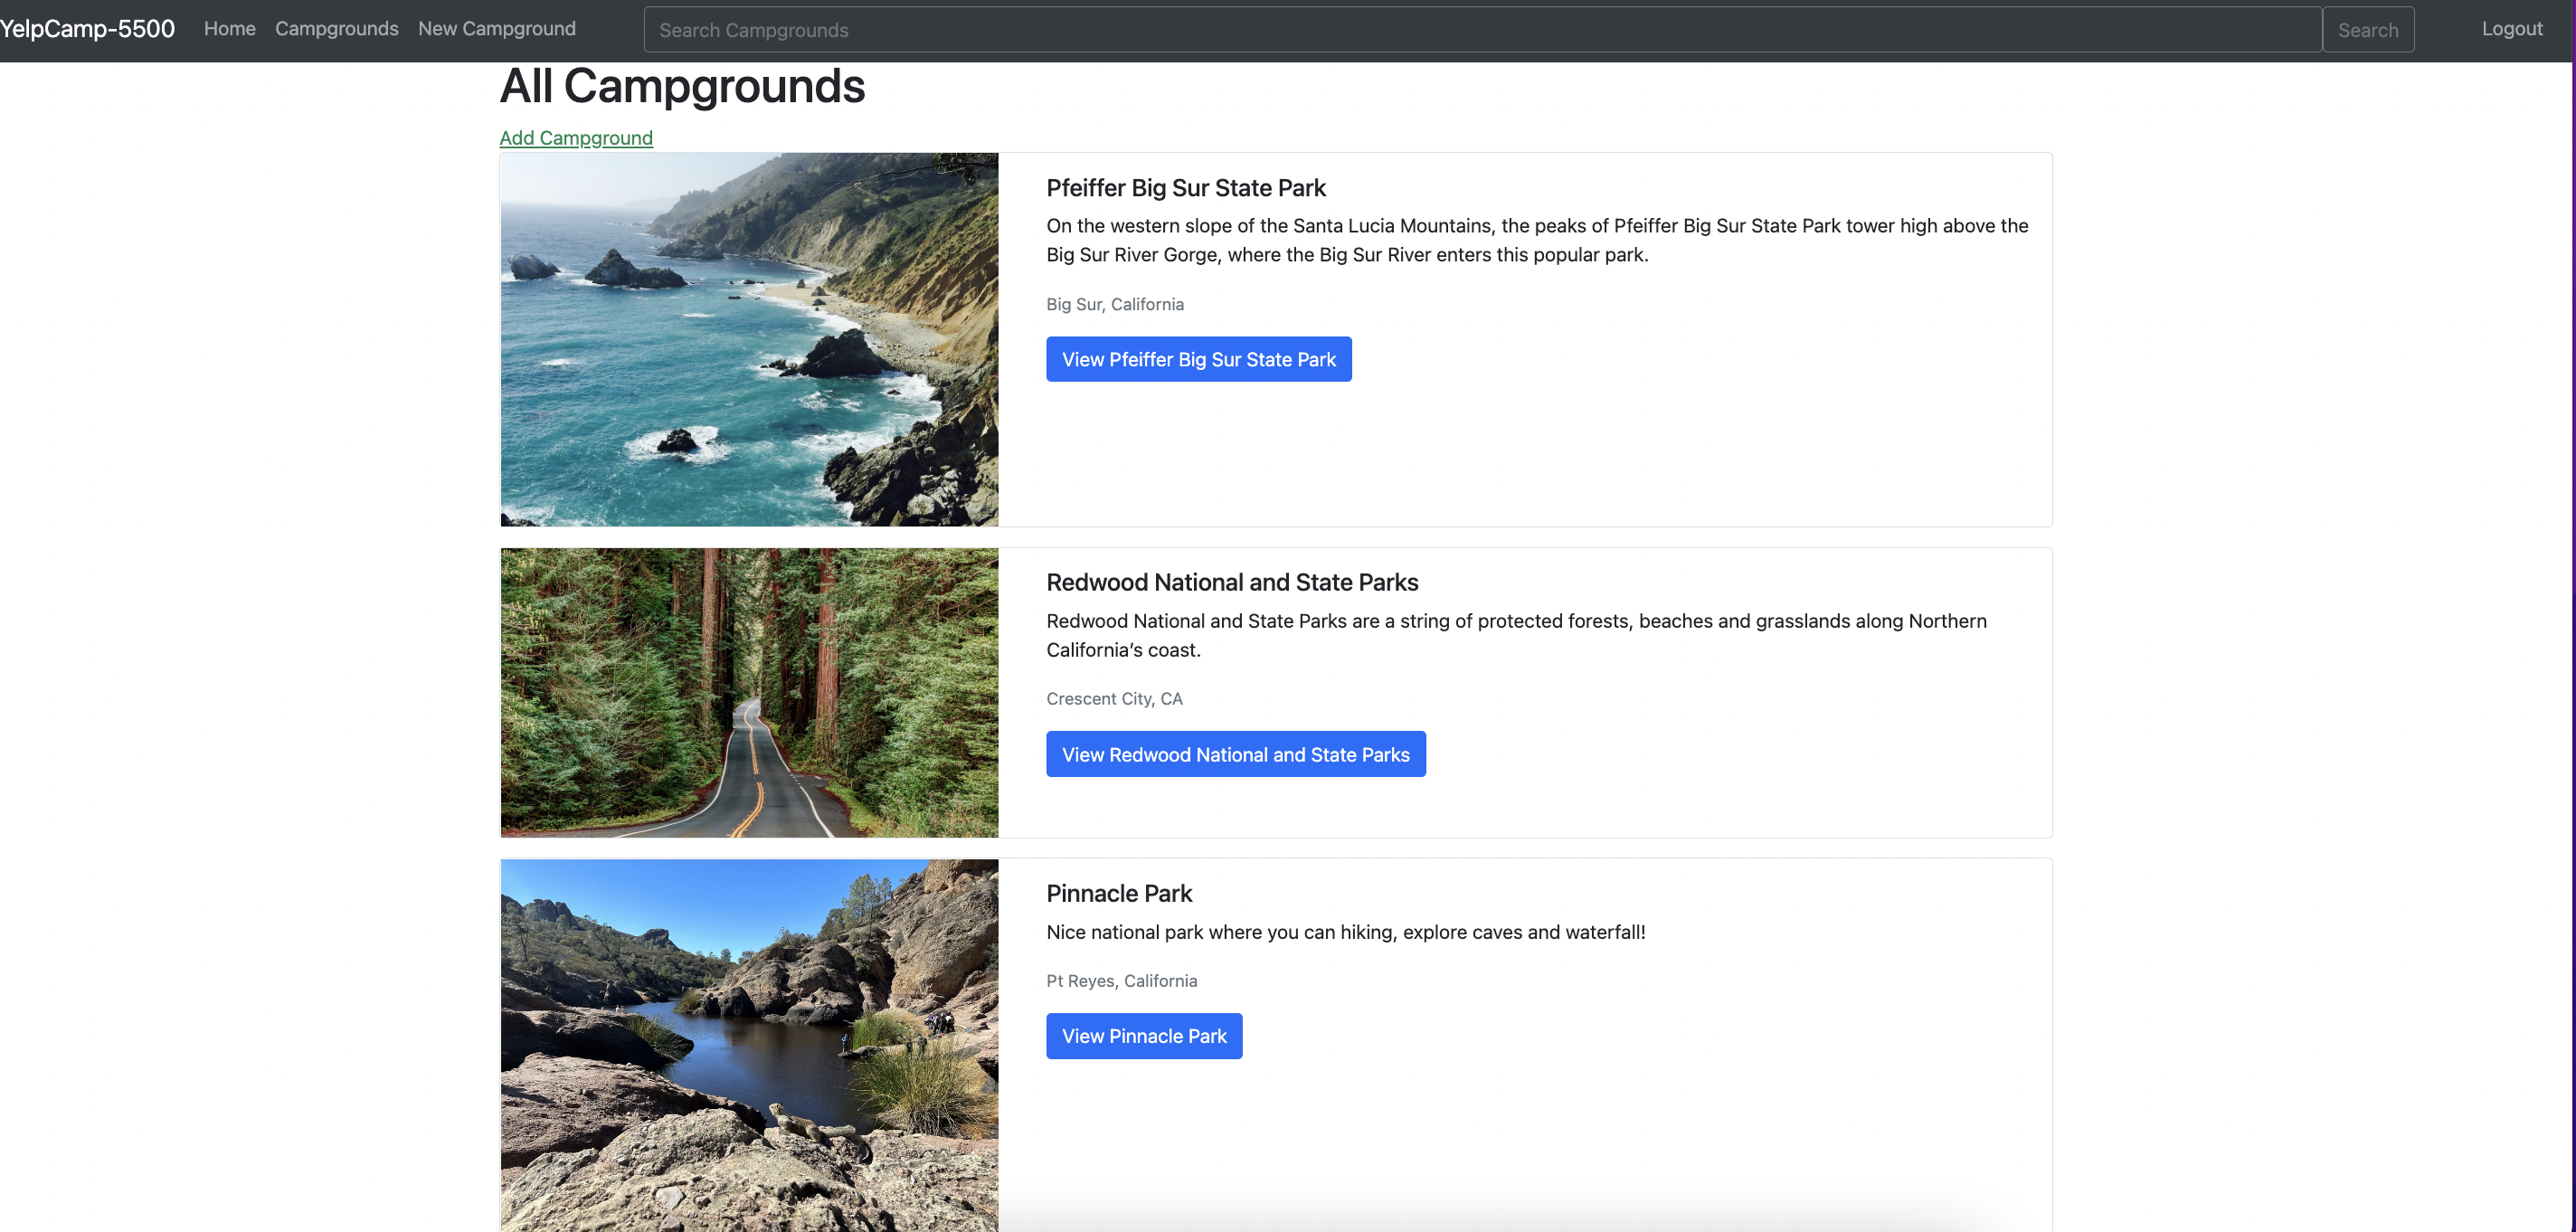 YelpCamp-5500 Home Campgrounds New Campground Search Campgrounds Search Logout
All Campgrounds
Add Campground
Pfeiffer Big Sur State Park
On the western slope of the Santa Lucia Mountains, the peaks of Pfeiffer Big Sur State Park tower high above the
Big Sur River Gorge, where the Big Sur River enters this popular park.
Big Sur, California
View Pfeiffer Big Sur State Park
Redwood National and State Parks
Redwood National and State Parks are a string of protected forests, beaches and grasslands along Northern
California’s coast.
Crescent City, CA
View Redwood National and State Parks
Pinnacle Park
Nice national park where you can hiking, explore caves and waterfall!
Pt Reyes, California
View Pinnacle Park